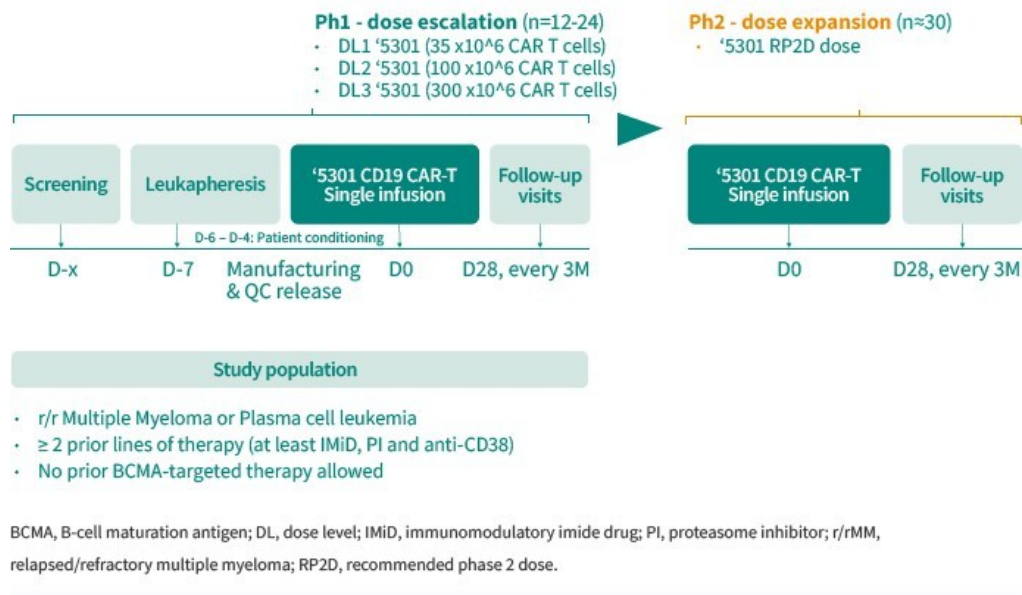 Ph1 - dose escalation (n=12-24)
· DL1 ‘5301 (35 x10^6 CAR T cells)
· DL2 ‘5301 (100 x10^6 CAR T cells)
· DL3 ‘5301 (300 x10^6 CAR T cells)
Ph2 - dose expansion (n≈30)
· ‘5301 RP2D dose
Screening
Leukapheresis
‘5301 CD19 CAR-T
Single infusion
Follow-up
visits
‘5301 CD19 CAR-T
Single infusion
Follow-up
visits
D-6 – D-4: Patient conditioning
D-x
D-7
Manufacturing
& QC release
D0
D28, every 3M
D0
D28, every 3M
Study population
· r/r Multiple Myeloma or Plasma cell leukemia
· ≥ 2 prior lines of therapy (at least IMiD, PI and anti-CD38)
· No prior BCMA-targeted therapy allowed
BCMA, B-cell maturation antigen; DL, dose level; IMiD, immunomodulatory imide drug; PI, proteasome inhibitor; r/rMM,
relapsed/refractory multiple myeloma; RP2D, recommended phase 2 dose.